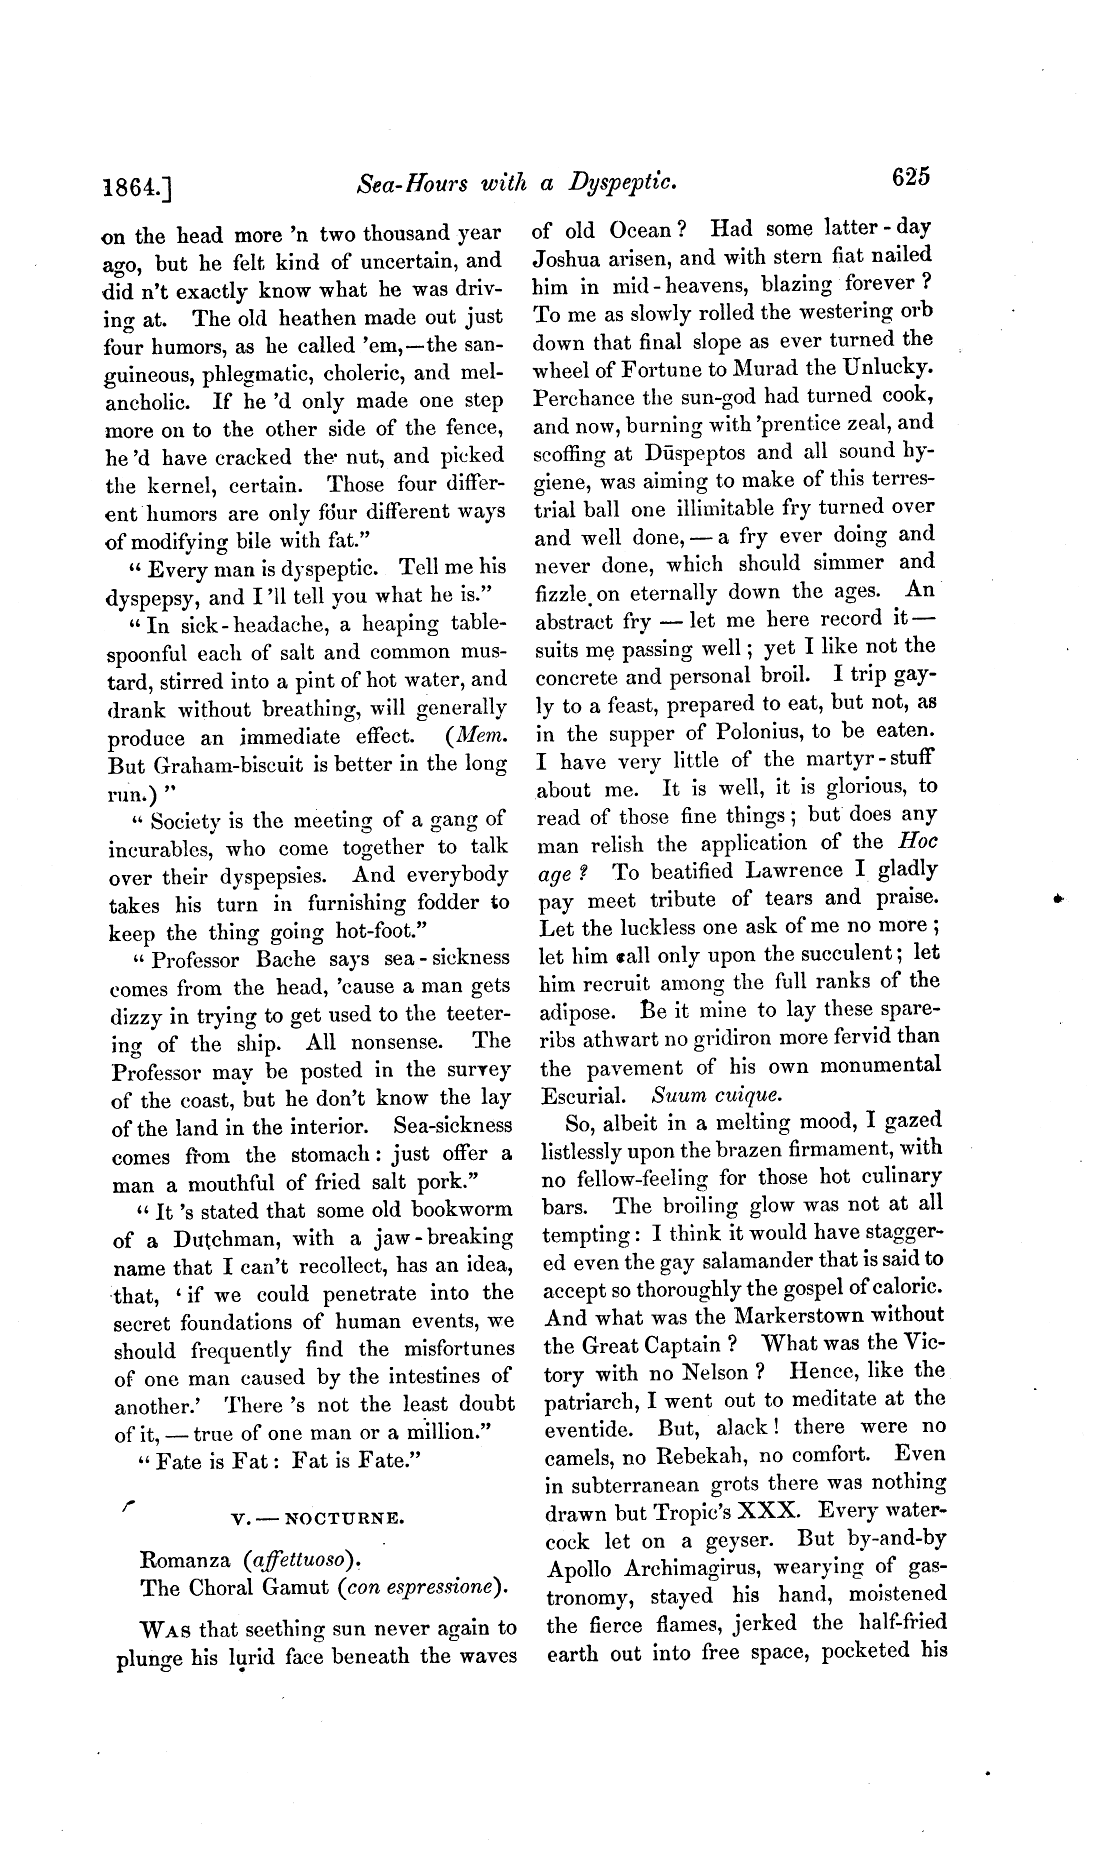 1864.] Sea-Hours with a Dyspeptic. 625
on the head more 'n two thousand year
ago, but he felt kind of uncertain, and
did n't exactly know what he was driv-
ing at. The old heathen made out just
four humors, as he called 'em,—the san-
guineous, phlegmatic, choleric, and mel-
ancholic. If he 'd only made one step
more on to the other side of the fence,
he 'd have cracked the nut, and picked
the kernel, certain. Those four differ-
ent humors are only four different ways
of modifying bile with fat.”
“ Every man is dyspeptic. Tell me his
dyspepsy, and I 'll tell you what he is.”
“ In sick-headache, a heaping table-
spoonful each of salt and common mus-
tard, stirred into a pint of hot water, and
drank without breathing, will generally
produce an immediate effect. (Mem.
But Graham-biscuit is better in the long
run.) ”
“ Society is the meeting of a gang of
incurables, who come together to talk
over their dyspepsies. And everybody
takes his turn in furnishing fodder to
keep the thing going hot-foot.”
“ Professor Bache says sea-sickness
comes from the head, 'cause a man gets
dizzy in trying to get used to the teeter-
ing of the ship. All nonsense. The
Professor may be posted in the survey
of the coast, but he don't know the lay
of the land in the interior. Sea-sickness
comes from the stomach : just offer a
man a mouthful of fried salt pork.”
“ It 's stated that some old bookworm
of a Dutchman, with a jaw-breaking
name that I can't recollect, has an idea,
that, ‘ if we could penetrate into the
secret foundations of human events, we
should frequently find the misfortunes
of one man caused by the intestines of
another.’ There 's not the least doubt
of it, — true of one man or a million.”
“ Fate is Fat : Fat is Fate.”
V. — NOCTURNE.
Romanza (affettuoso).
The Choral Gamut (con espressione).
WAS that seething sun never again to
plunge his lurid face beneath the waves
of old Ocean ? Had some latter-day
Joshua arisen, and with stern fiat nailed
him in mid-heavens, blazing forever ?
To me as slowly rolled the westering orb
down that final slope as ever turned the
wheel of Fortune to Murad the Unlucky.
Perchance the sun-god had turned cook,
and now, burning with 'prentice zeal, and
scoffing at Dūspeptos and all sound hy-
giene, was aiming to make of this terres-
trial ball one illimitable fry turned over
and well done, — a fry ever doing and
never done, which should simmer and
fizzle on eternally down the ages. An
abstract fry — let me here record it —
suits me passing well ; yet I like not the
concrete and personal broil. I trip gay-
ly to a feast, prepared to eat, but not, as
in the supper of Polonius, to be eaten.
I have very little of the martyr-stuff
about me. It is well, it is glorious, to
read of those fine things ; but does any
man relish the application of the Hoc
age ? To beatified Lawrence I gladly
pay meet tribute of tears and praise.
Let the luckless one ask of me no more ;
let him call only upon the succulent ; let
him recruit among the full ranks of the
adipose. Be it mine to lay these spare-
ribs athwart no gridiron more fervid than
the pavement of his own monumental
Escurial. Suum cuique.
So, albeit in a melting mood, I gazed
listlessly upon the brazen firmament, with
no fellow-feeling for those hot culinary
bars. The broiling glow was not at all
tempting : I think it would have stagger-
ed even the gay salamander that is said to
accept so thoroughly the gospel of caloric.
And what was the Markerstown without
the Great Captain ? What was the Vic-
tory with no Nelson ? Hence, like the
patriarch, I went out to meditate at the
eventide. But, alack ! there were no
camels, no Rebekah, no comfort. Even
in subterranean grots there was nothing
drawn but Tropic's XXX. Every water-
cock let on a geyser. But by-and-by
Apollo Archimagirus, wearying of gas-
tronomy, stayed his hand, moistened
the fierce flames, jerked the half-fried
earth out into free space, pocketed his